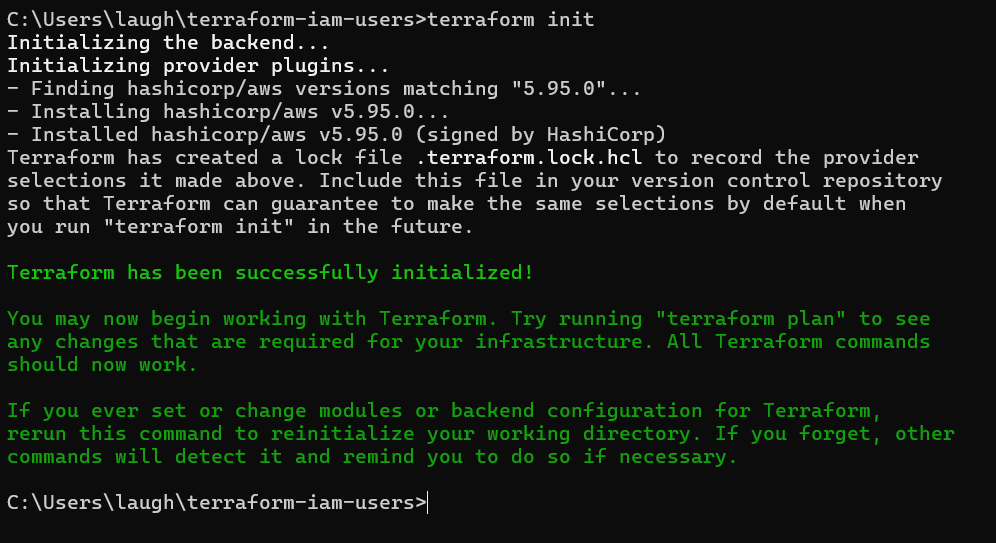 C:\Users\laugh\terraform-iam-users>terraform init
Initializing the backend...
Initializing provider plugins...
- Finding hashicorp/aws versions matching "5.95.0"...
- Installing hashicorp/aws v5.95.0...
- Installed hashicorp/aws v5.95.0 (signed by HashiCorp)
Terraform has created a lock file .terraform.lock.hcl to record the provider
selections it made above. Include this file in your version control repository
so that Terraform can guarantee to make the same selections by default when
you run "terraform init" in the future.
Terraform has been successfully initialized!
You may now begin working with Terraform. Try running "terraform plan" to see
any changes that are required for your infrastructure. All Terraform commands
should now work.
If you ever set or change modules or backend configuration for Terraform,
rerun this command to reinitialize your working directory. If you forget, other
commands will detect it and remind you to do so if necessary.
C:\Users\laugh\terraform-iam-users>